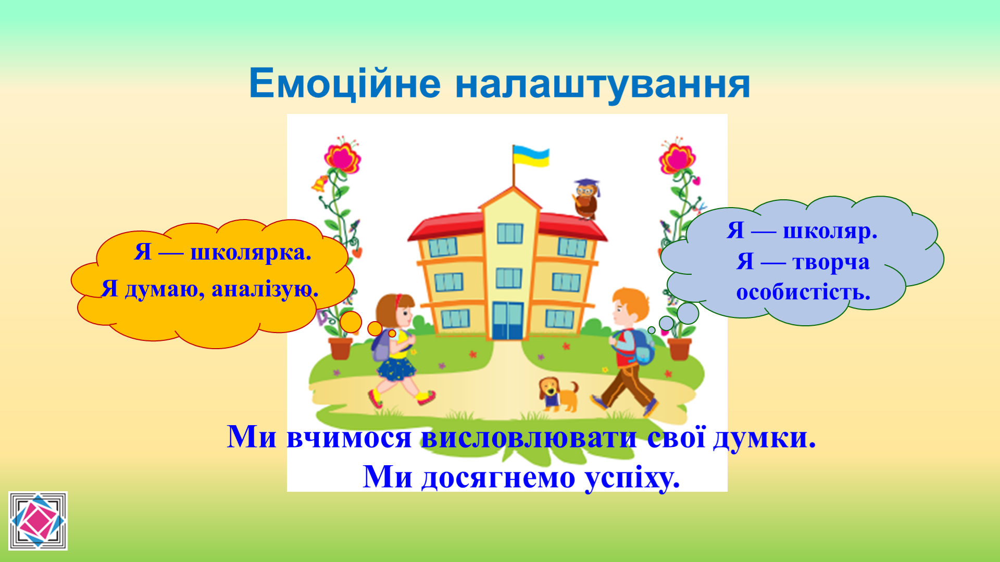 Емоційне налаштування
Я — школярка.
Я думаю, аналізую.
Я — школяр.
Я — творча
особистість.
Ми вчимося висловлювати свої думки.
Ми досягнемо успіху.